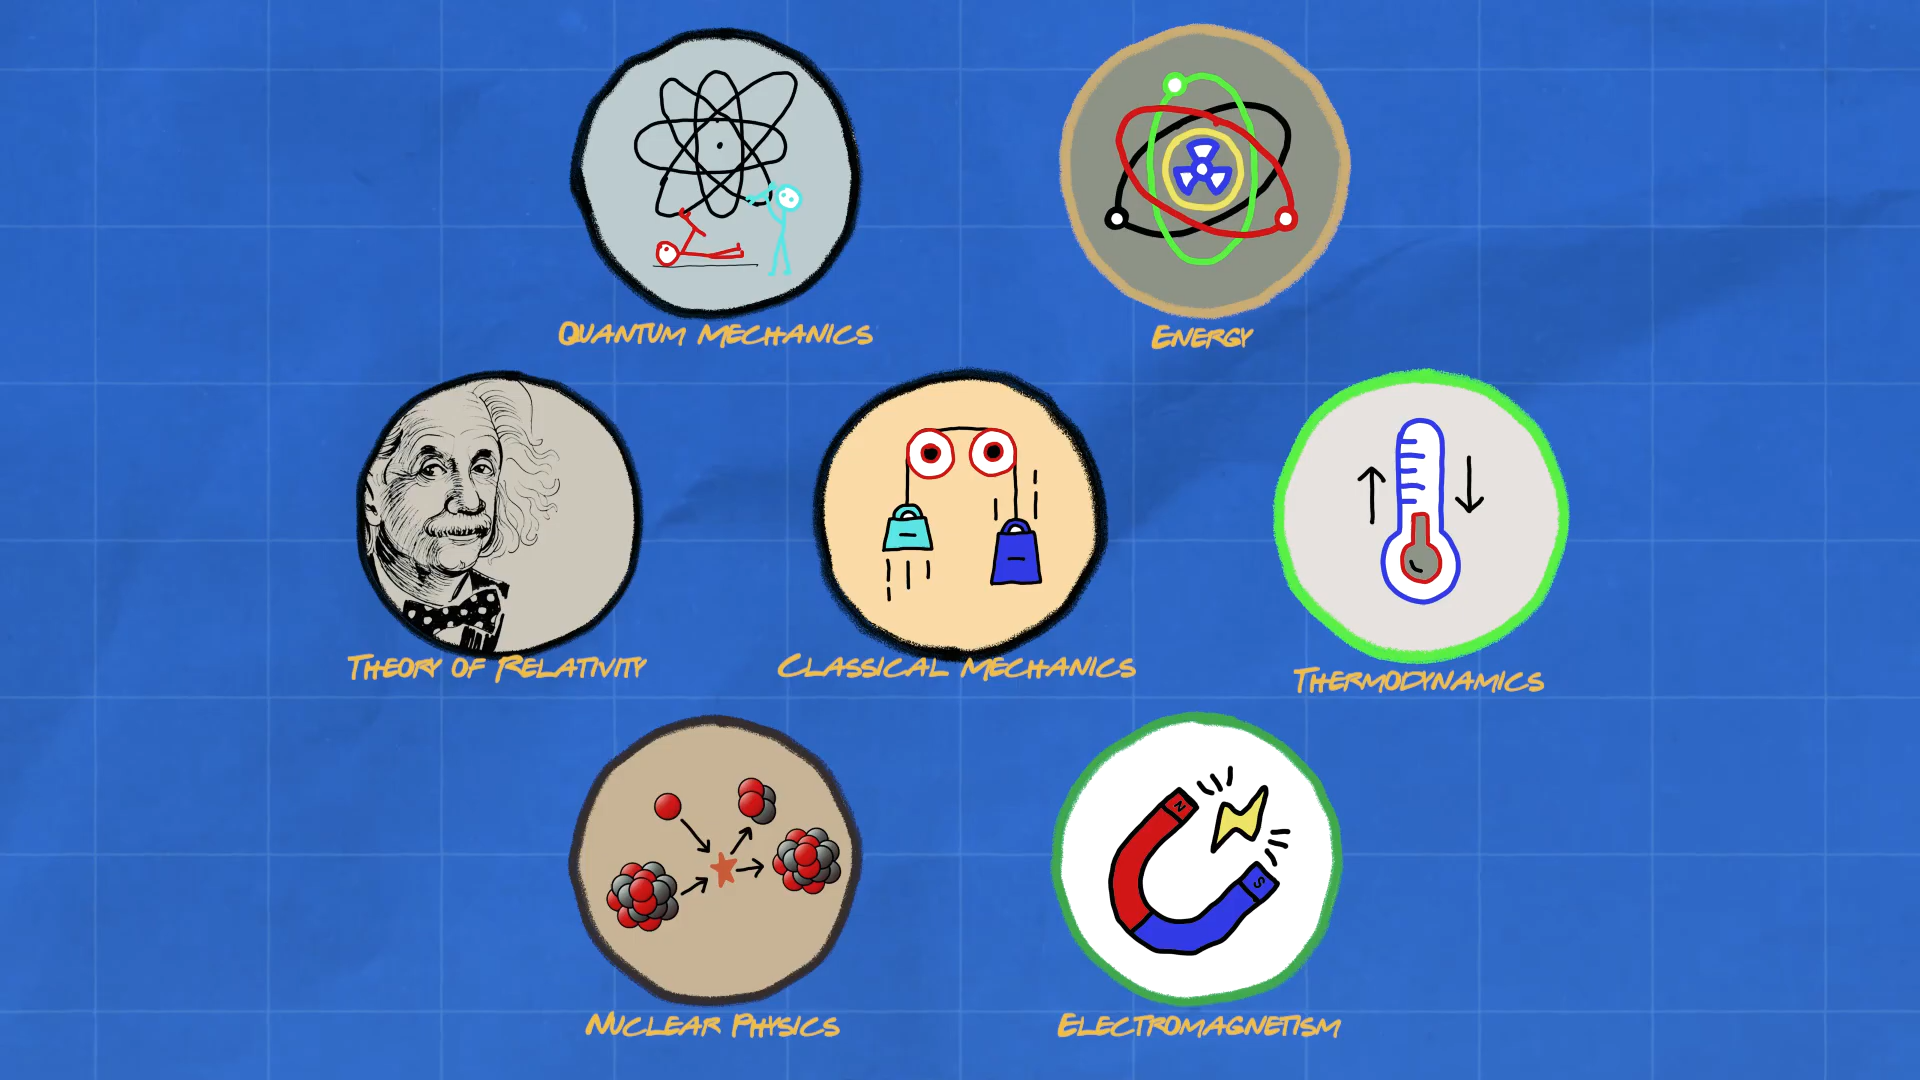 Quantum Mechanics
Energy
Theory of Relativity
Classical Mechanics
Thermodynamics
N
S
Nuclear Physics
Electromagnetism